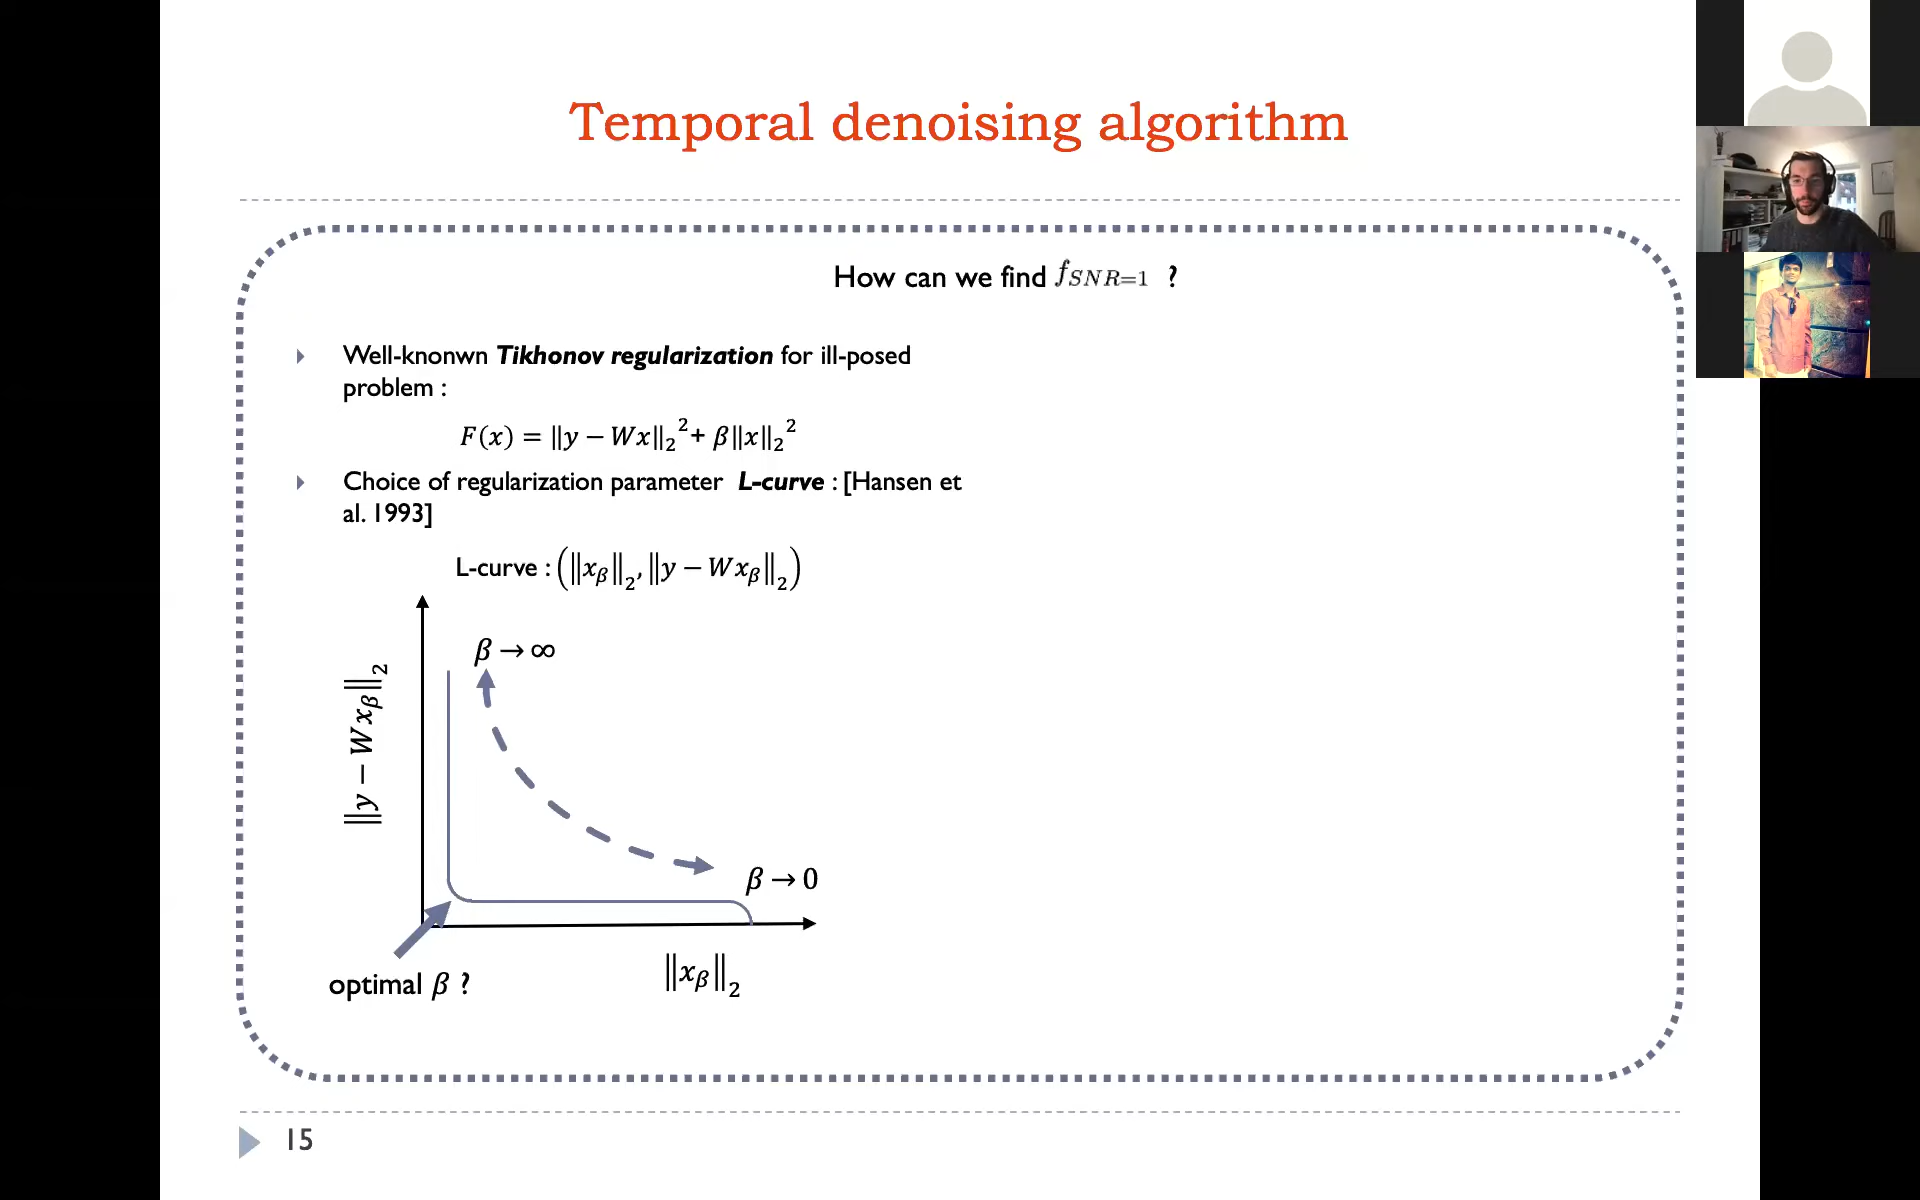 Temporal denoising algorithm
How can we find f_{SNR=1} ?
Well-knonwn Tikhonov regularization for ill-posed
problem :
F(x) = ‖y − Wx‖₂² + β‖x‖₂²
Choice of regularization parameter L-curve : [Hansen et
al. 1993]
L-curve : (‖x_β‖₂, ‖y − Wx_β‖₂)
β → ∞
‖y − Wx_β‖₂
β → 0
optimal β ?
‖x_β‖₂
15